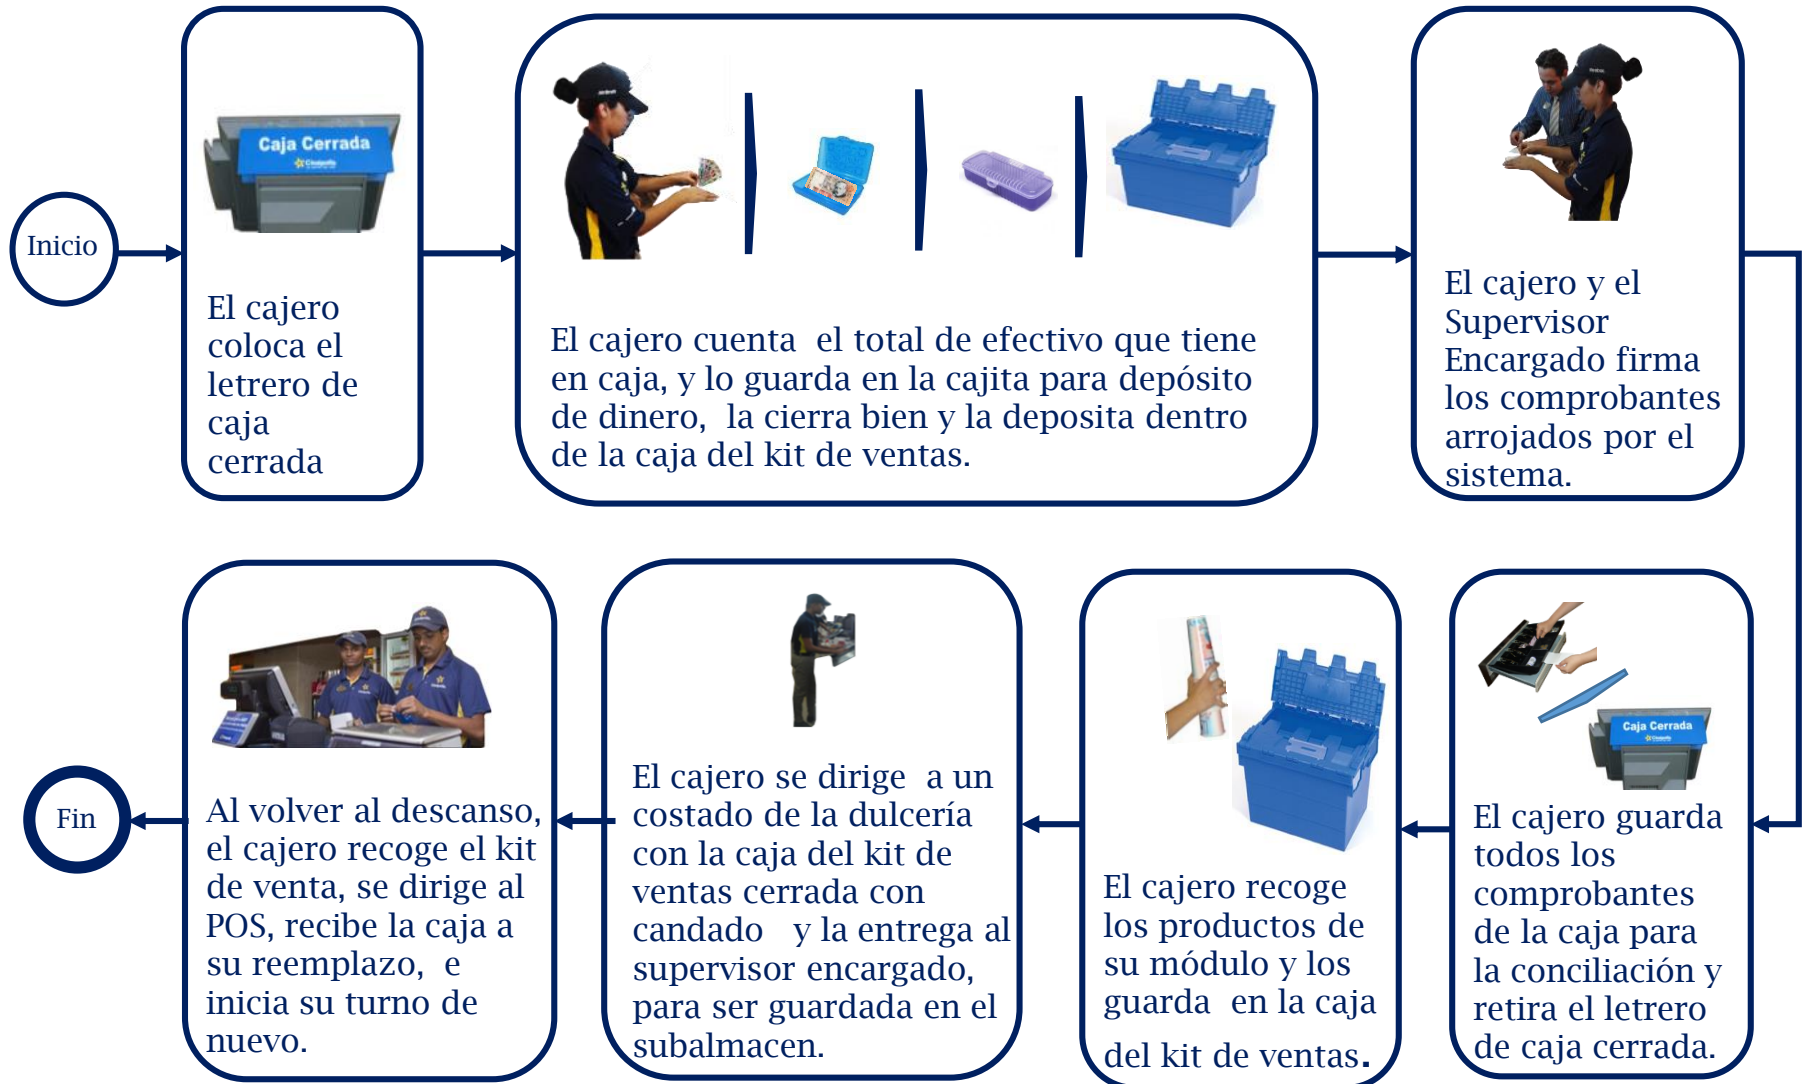 Inicio
Caja Cerrada
Cinépolis
El cajero
coloca el
letrero de
caja
cerrada
El cajero cuenta  el total de efectivo que tiene
en caja, y lo guarda en la cajita para depósito
de dinero,  la cierra bien y la deposita dentro
de la caja del kit de ventas.
El cajero y el
Supervisor
Encargado firma
los comprobantes
arrojados por el
sistema.
Caja Cerrada
Cinépolis
El cajero guarda
todos los
comprobantes
de la caja para
la conciliación y
retira el letrero
de caja cerrada.
El cajero recoge
los productos de
su módulo y los
guarda  en la caja
del kit de ventas.
El cajero se dirige  a un
costado de la dulcería
con la caja del kit de
ventas cerrada con
candado   y la entrega al
supervisor encargado,
para ser guardada en el
subalmacen.
Al volver al descanso,
el cajero recoge el kit
de venta, se dirige al
POS, recibe la caja a
su reemplazo,  e
inicia su turno de
nuevo.
Fin